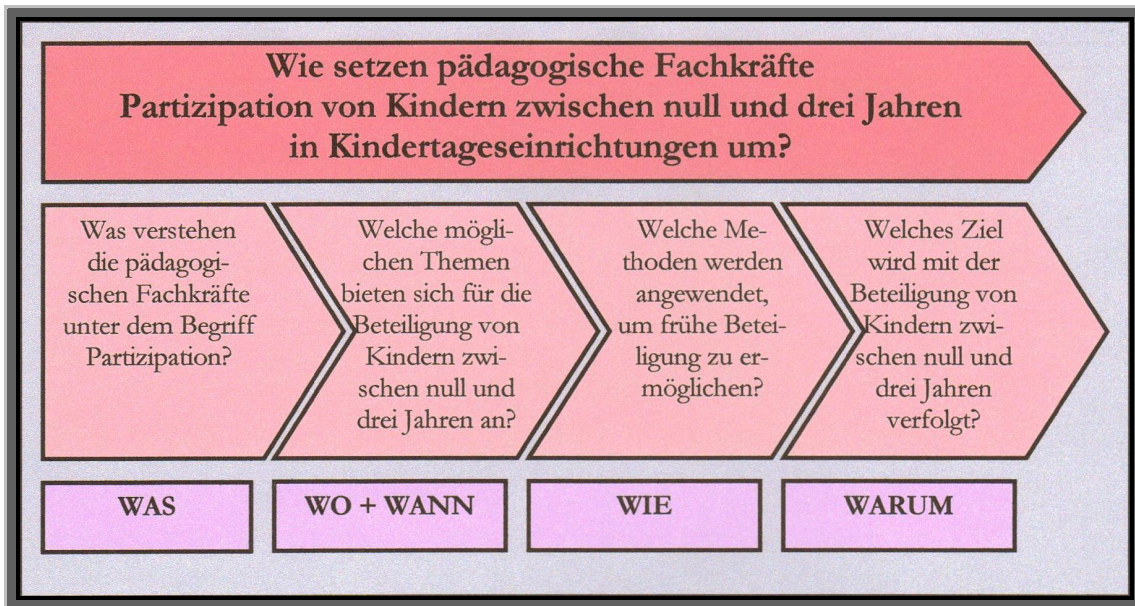 Wie setzen pädagogische Fachkräfte
Partizipation von Kindern zwischen null und drei Jahren
in Kindertageseinrichtungen um?
Was verstehen
die pädagogi-
schen Fachkräfte
unter dem Begriff
Partizipation?
Welche mögli-
chen Themen
bieten sich für die
Beteiligung von
Kindern zwi-
schen null und
drei Jahren an?
Welche Me-
thoden werden
angewendet,
um frühe Betei-
ligung zu er-
möglichen?
Welches Ziel
wird mit der
Beteiligung von
Kindern zwi-
schen null und
drei Jahren
verfolgt?
WAS
WO + WANN
WIE
WARUM